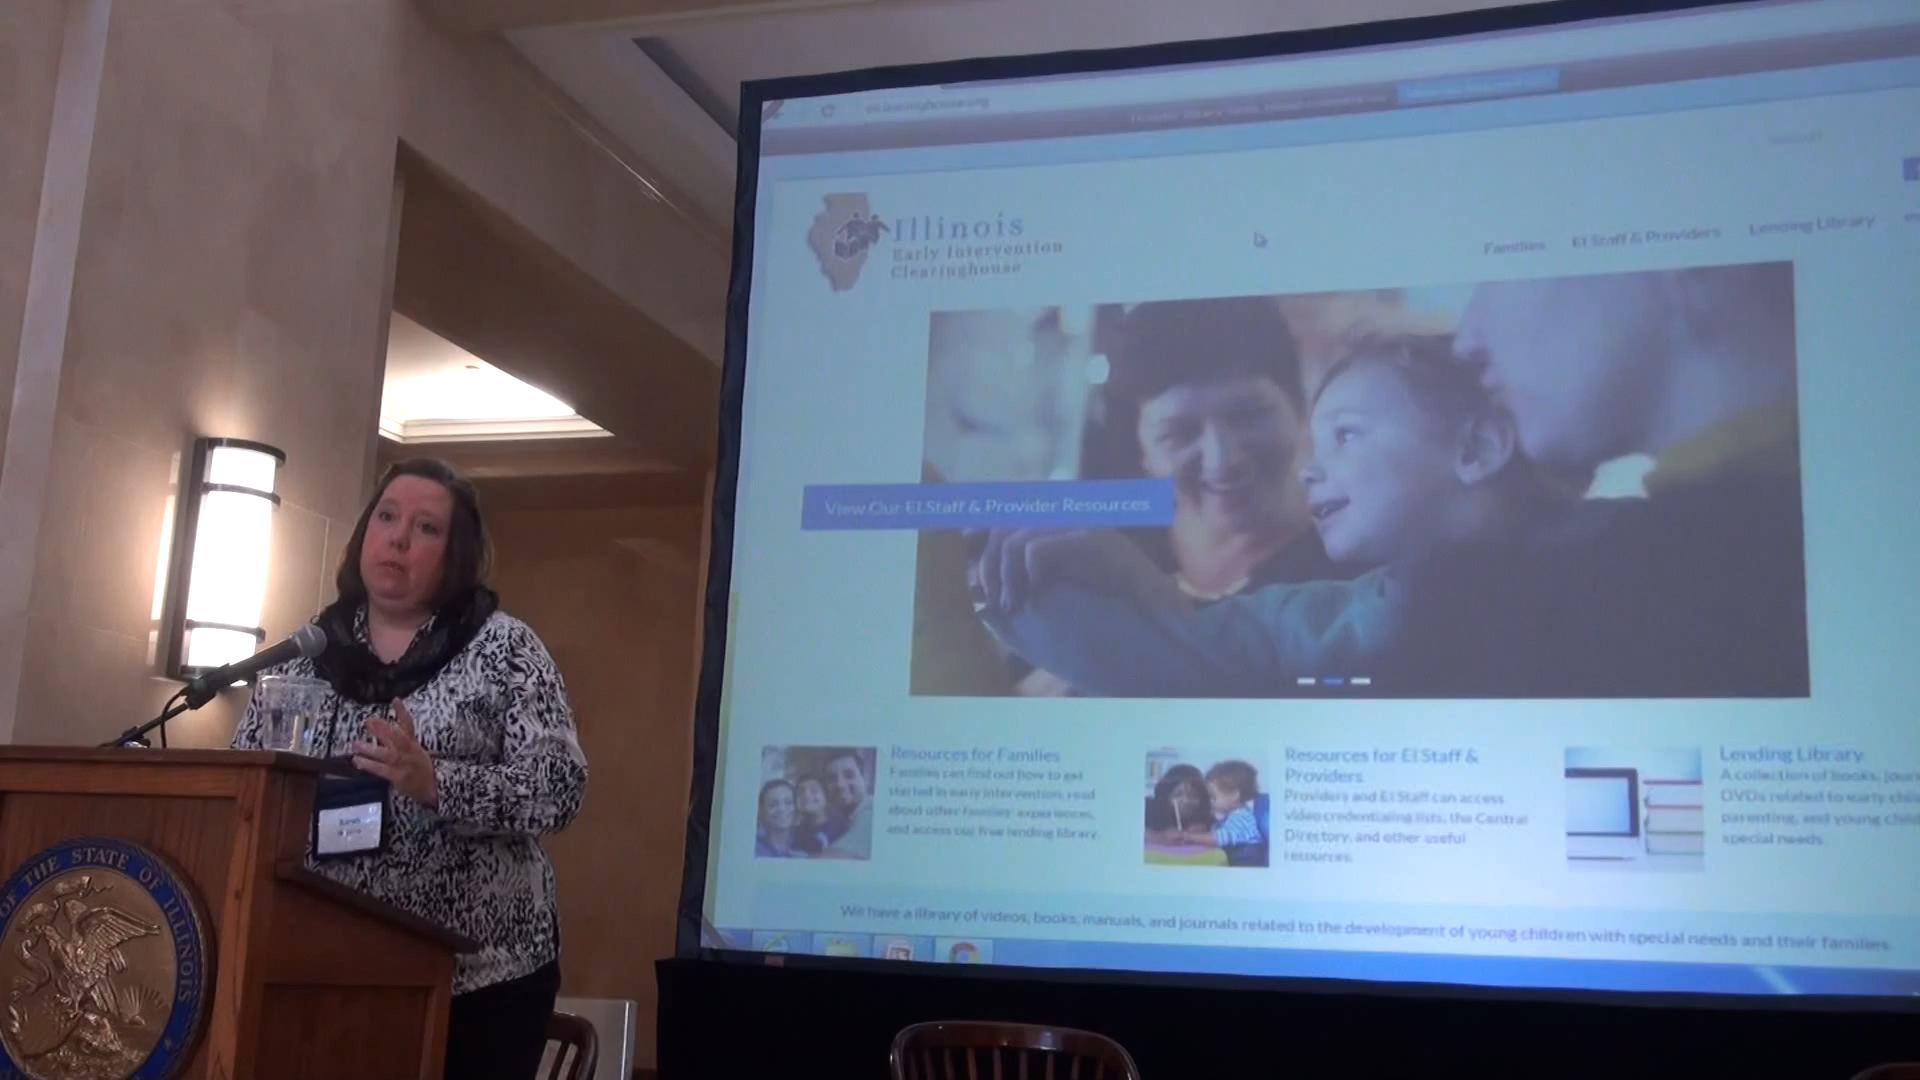 eiclearinghouse.org
Illinois
Early Intervention
Clearinghouse
Families EI Staff & Providers Lending Library
View Our EI Staff & Provider Resources
Resources for Families
Families can find out how to get
started in early intervention, read
about other families' experiences,
and access our free lending library.
Resources for EI Staff &
Providers
Providers and EI Staff can access
video credentialing lists, the Central
Directory, and other useful
resources.
Lending Library
A collection of books,
DVDs related to early
parenting, and young
special needs.
We have a library of videos, books, manuals, and journals related to the development of young children with special needs and their families.
OF THE STATE OF ILLINOIS